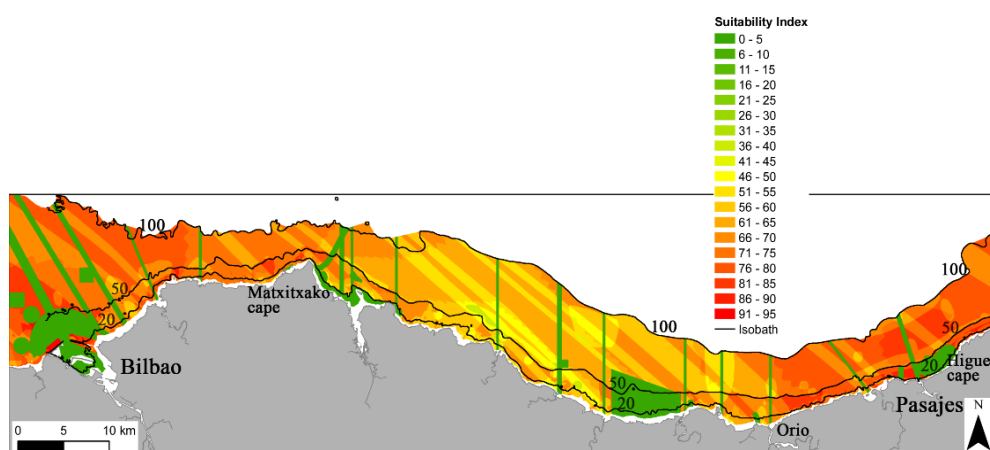 Suitability Index
0 - 5
6 - 10
11 - 15
16 - 20
21 - 25
26 - 30
31 - 35
36 - 40
41 - 45
46 - 50
51 - 55
56 - 60
61 - 65
66 - 70
71 - 75
76 - 80
81 - 85
86 - 90
91 - 95
Isobath
100
50
20
Matxitxako
cape
Bilbao
100
50
20
100
50
20
Higue
cape
Pasajes
Orio
N
0 5 10 km